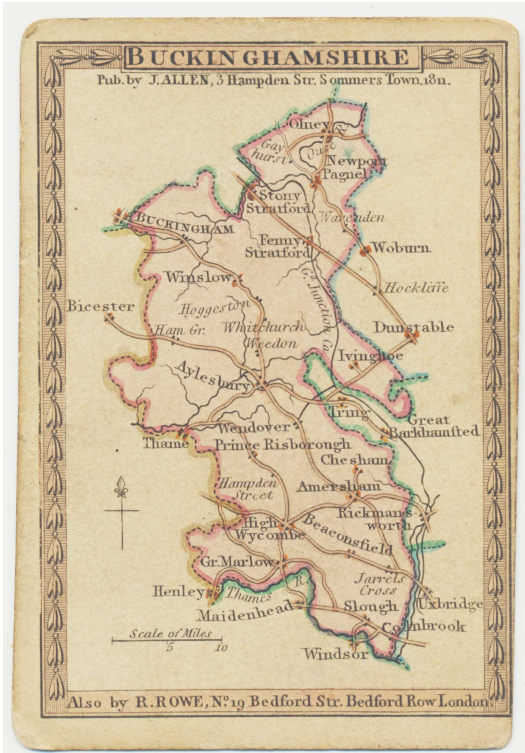 BUCKINGHAMSHIRE
Pub. by J. ALLEN, 3 Hampden Str. Sommers Town, 1811.
Olney
Gay
hurst
Ouse
Newport
Pagnel
Stony
Stratford
Wavenden
BUCKINGHAM
Fenny
Stratford
Woburn
Winslow
G. Junction Ca.
Hockliffe
Bicester
Hoggeston
Ham Gr.
Whitchurch
Weedon
Dunstable
Ivinghoe
Aylesbury
Tring
Wendover
Great
Barkhamsted
Thame
Prince Risborough
Chesham
Hampden
Street
Amersham
Rickmans-
worth
High
Wycombe
Beaconsfield
Gr. Marlow
Jarrets
Cross
Henley
Thames R.
Maidenhead
Slough
Uxbridge
Colnbrook
Windsor
Scale of Miles
5 10
Also by R. ROWE, No. 19 Bedford Str. Bedford Row London.